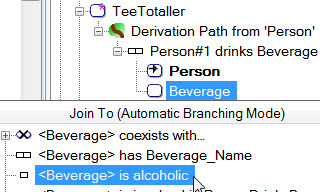 TeeTotaller
Derivation Path from 'Person'
Person#1 drinks Beverage
Person
Beverage
Join To (Automatic Branching Mode)
<Beverage> coexists with...
<Beverage> has Beverage_Name
<Beverage> is alcoholic